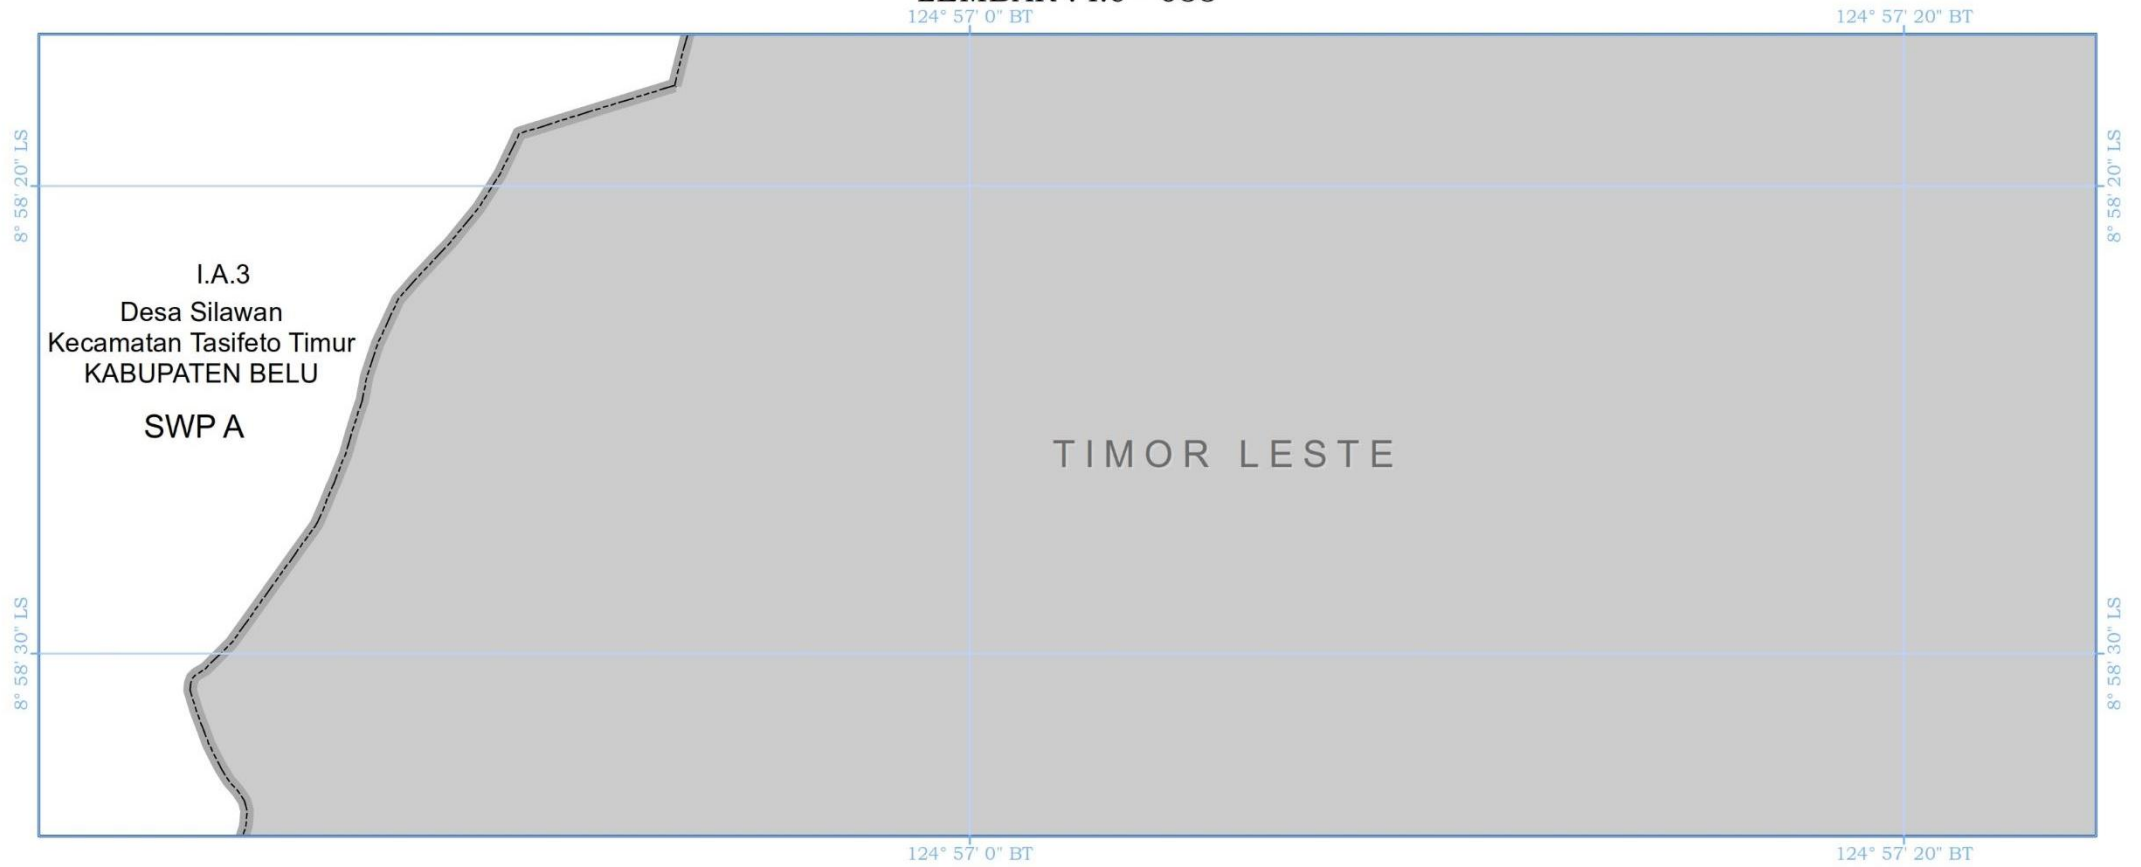 124° 57' 0" BT
124° 57' 20" BT
8° 58' 20" LS
8° 58' 20" LS
I.A.3
Desa Silawan
Kecamatan Tasifeto Timur
KABUPATEN BELU
SWP A
TIMOR LESTE
8° 58' 30" LS
8° 58' 30" LS
124° 57' 0" BT
124° 57' 20" BT